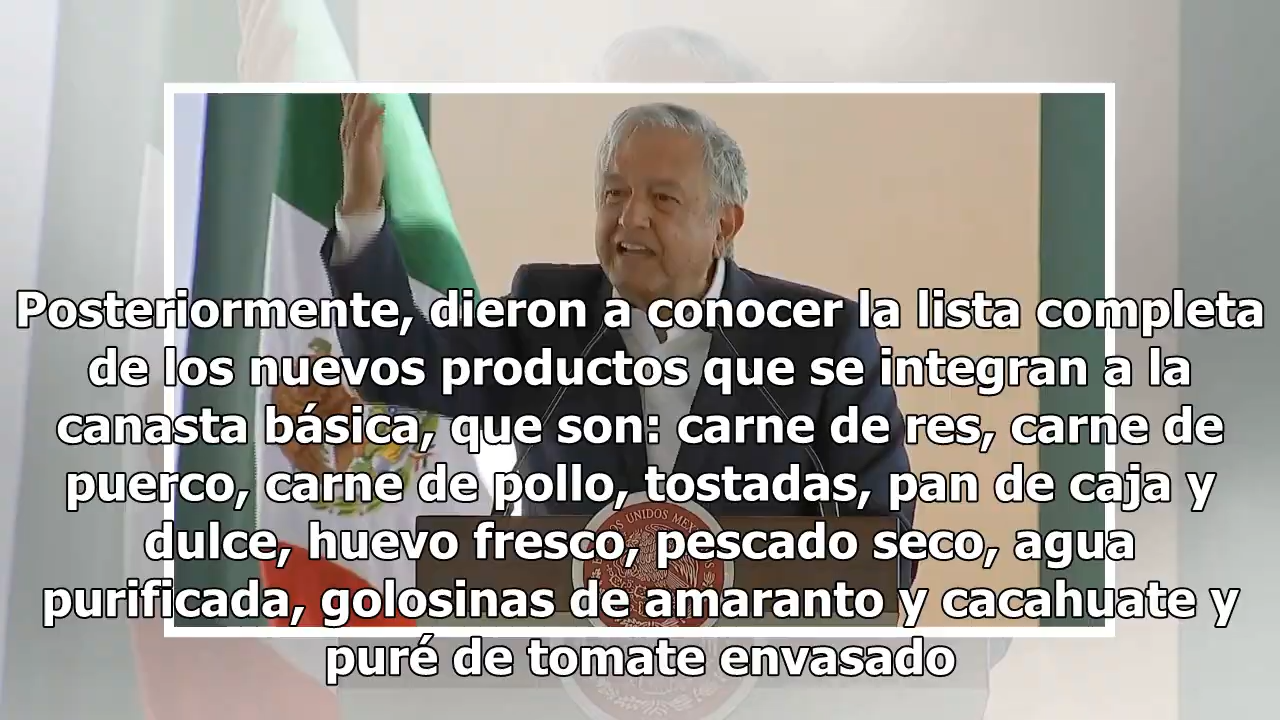 Posteriormente, dieron a conocer la lista completa
de los nuevos productos que se integran a la
canasta básica, que son: carne de res, carne de
puerco, carne de pollo, tostadas, pan de caja y
dulce, huevo fresco, pescado seco, agua
purificada, golosinas de amaranto y cacahuate y
puré de tomate envasado
UNIDOS MEX